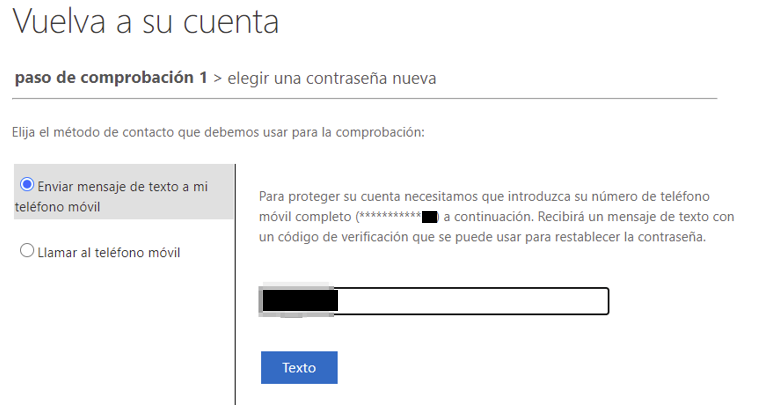 Vuelva a su cuenta
paso de comprobación 1 > elegir una contraseña nueva
Elija el método de contacto que debemos usar para la comprobación:
Enviar mensaje de texto a mi
teléfono móvil
Llamar al teléfono móvil
Para proteger su cuenta necesitamos que introduzca su número de teléfono
móvil completo (*********** ) a continuación. Recibirá un mensaje de texto con
un código de verificación que se puede usar para restablecer la contraseña.
Texto